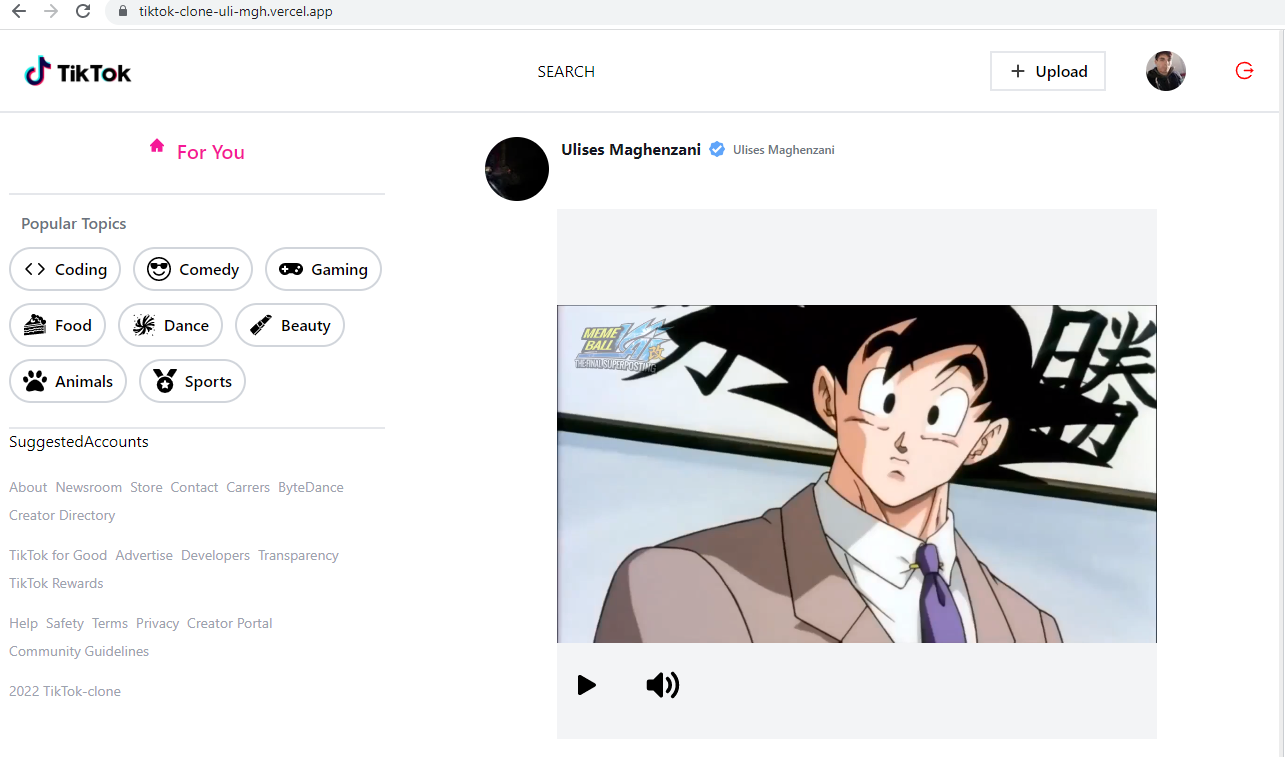 tiktok-clone-uli-mgh.vercel.app
TikTok
SEARCH
Upload
For You
Popular Topics
Coding
Comedy
Gaming
Food
Dance
Beauty
Animals
Sports
SuggestedAccounts
About Newsroom Store Contact Carrers ByteDance
Creator Directory
TikTok for Good Advertise Developers Transparency
TikTok Rewards
Help Safety Terms Privacy Creator Portal
Community Guidelines
2022 TikTok-clone
Ulises Maghenzani Ulises Maghenzani
MEME
BALL
KAI
改
THE FINAL SUPERPOSTING